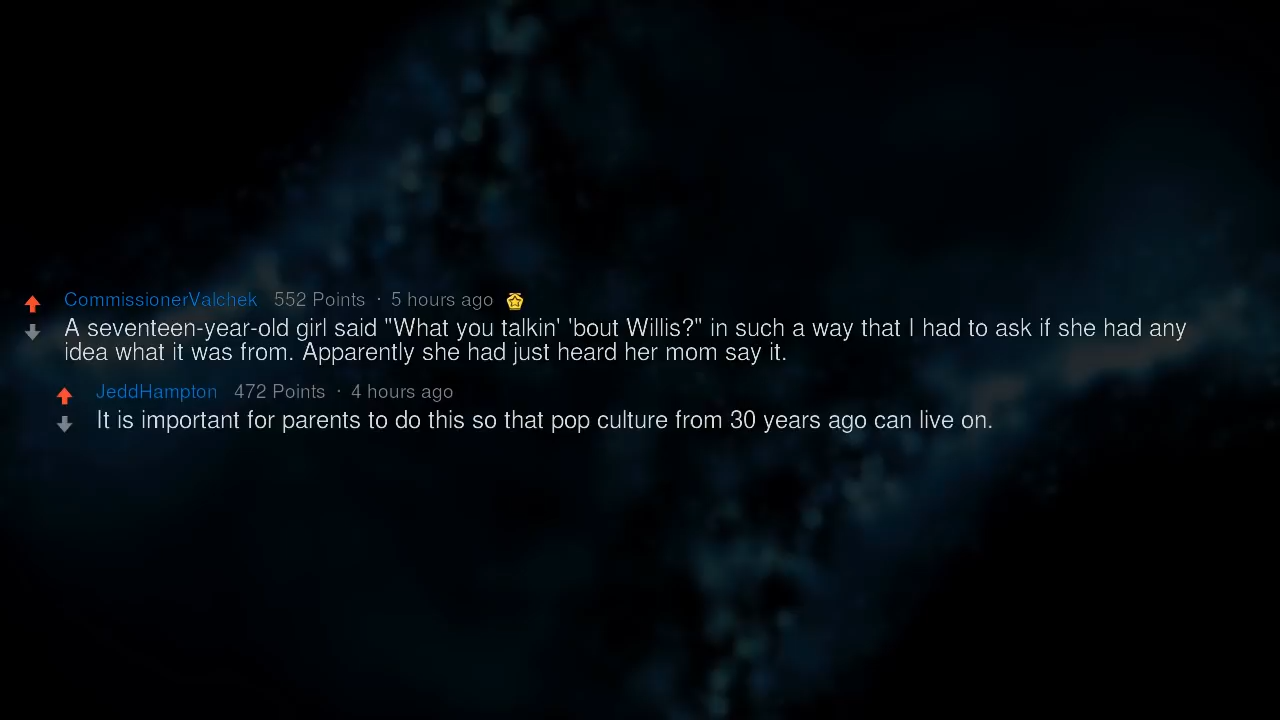 CommissionerValchek 552 Points · 5 hours ago
A seventeen-year-old girl said "What you talkin' 'bout Willis?" in such a way that I had to ask if she had any
idea what it was from. Apparently she had just heard her mom say it.
JeddHampton 472 Points · 4 hours ago
It is important for parents to do this so that pop culture from 30 years ago can live on.